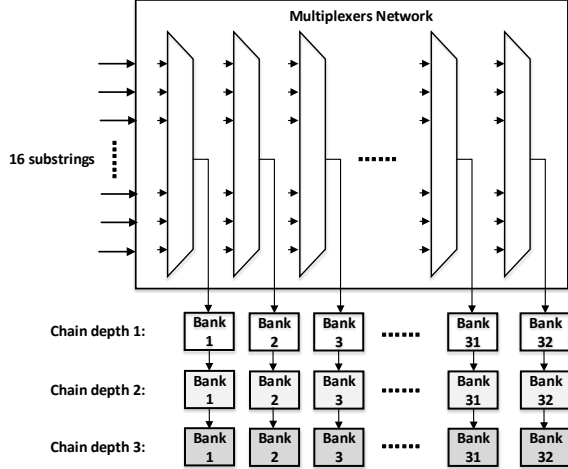 Multiplexers Network
16 substrings
Chain depth 1:
Bank
1
Bank
2
Bank
3
Bank
31
Bank
32
Chain depth 2:
Bank
1
Bank
2
Bank
3
Bank
31
Bank
32
Chain depth 3:
Bank
1
Bank
2
Bank
3
Bank
31
Bank
32